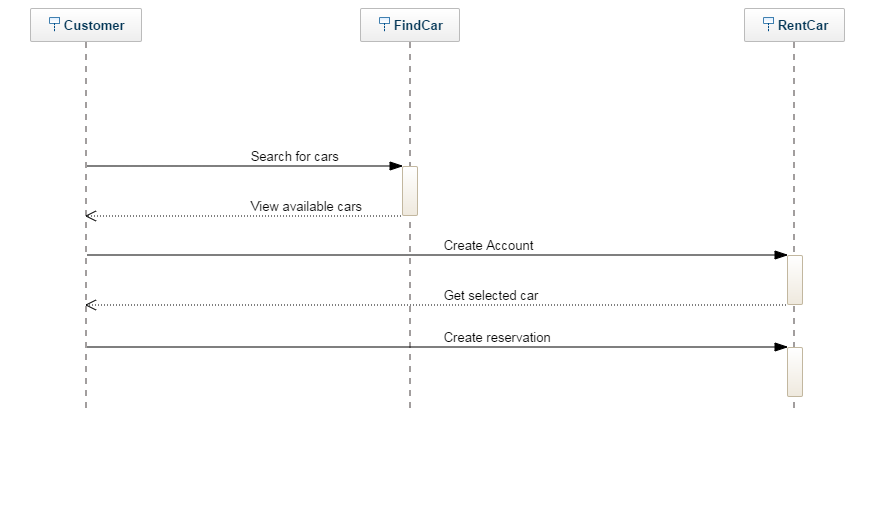 Customer
FindCar
RentCar
Search for cars
View available cars
Create Account
Get selected car
Create reservation